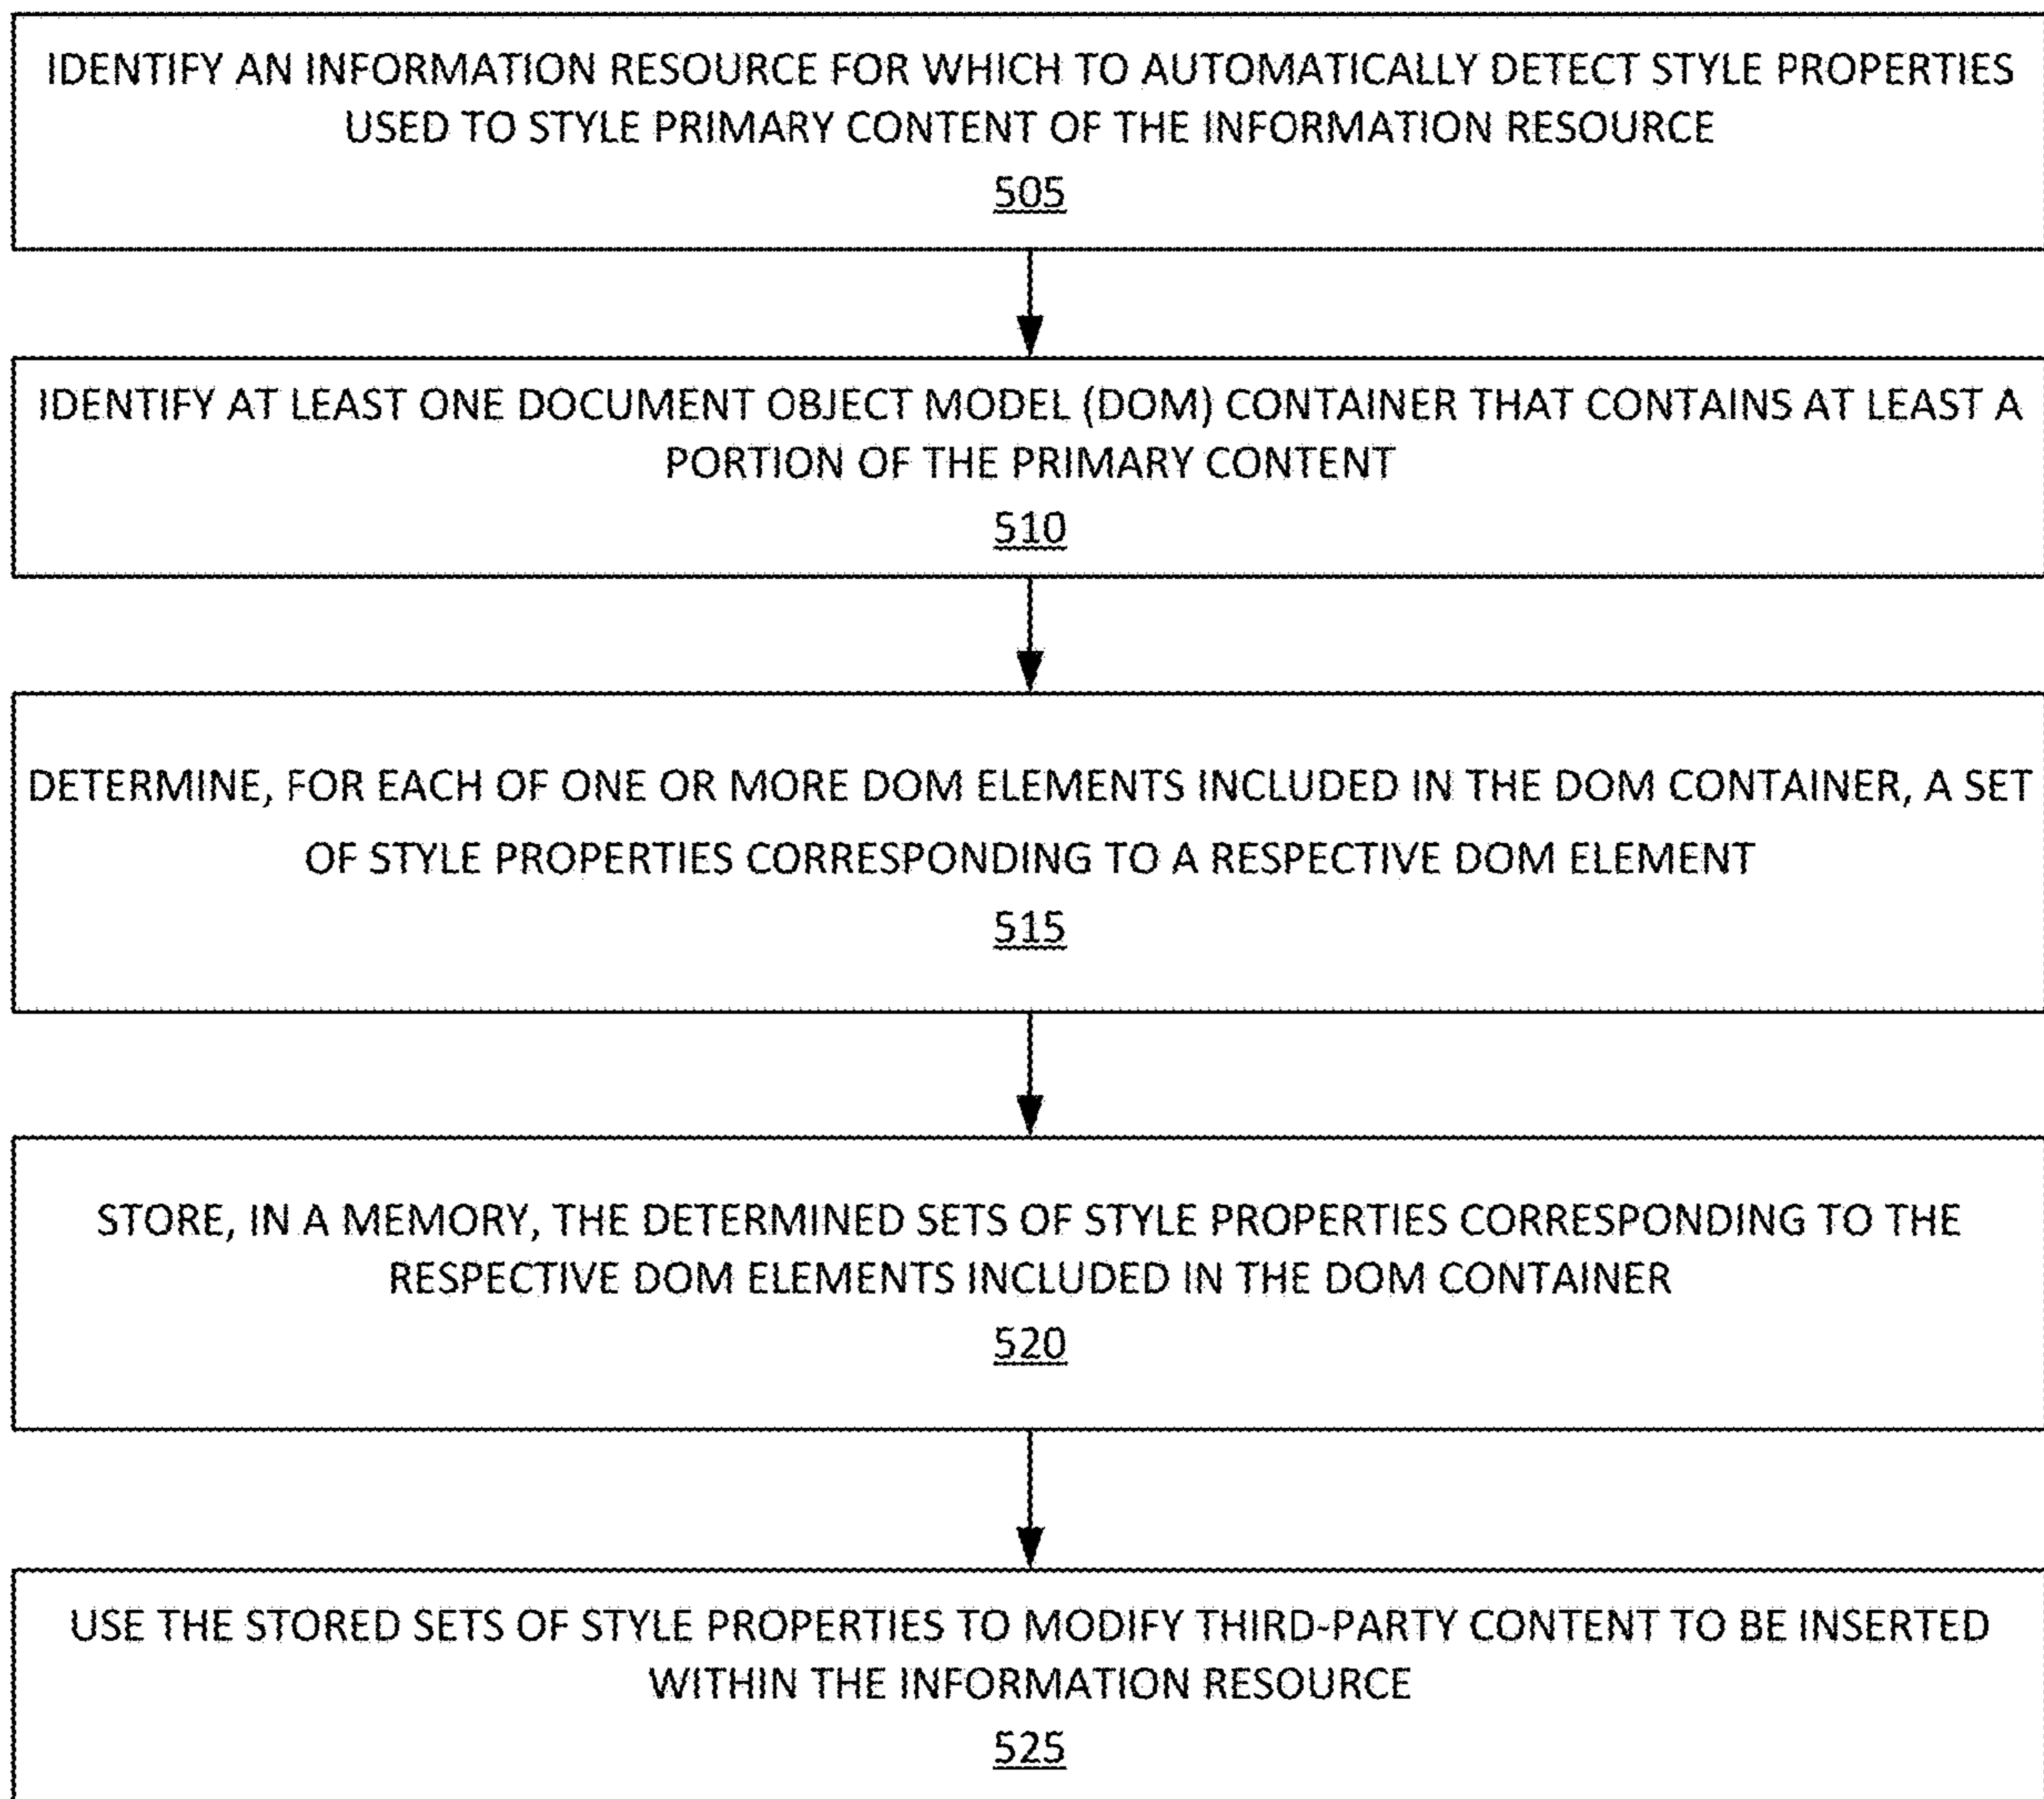 IDENTIFY AN INFORMATION RESOURCE FOR WHICH TO AUTOMATICALLY DETECT STYLE PROPERTIES
USED TO STYLE PRIMARY CONTENT OF THE INFORMATION RESOURCE
505
IDENTIFY AT LEAST ONE DOCUMENT OBJECT MODEL (DOM) CONTAINER THAT CONTAINS AT LEAST A
PORTION OF THE PRIMARY CONTENT
510
DETERMINE, FOR EACH OF ONE OR MORE DOM ELEMENTS INCLUDED IN THE DOM CONTAINER, A SET
OF STYLE PROPERTIES CORRESPONDING TO A RESPECTIVE DOM ELEMENT
515
STORE, IN A MEMORY, THE DETERMINED SETS OF STYLE PROPERTIES CORRESPONDING TO THE
RESPECTIVE DOM ELEMENTS INCLUDED IN THE DOM CONTAINER
520
USE THE STORED SETS OF STYLE PROPERTIES TO MODIFY THIRD-PARTY CONTENT TO BE INSERTED
WITHIN THE INFORMATION RESOURCE
525